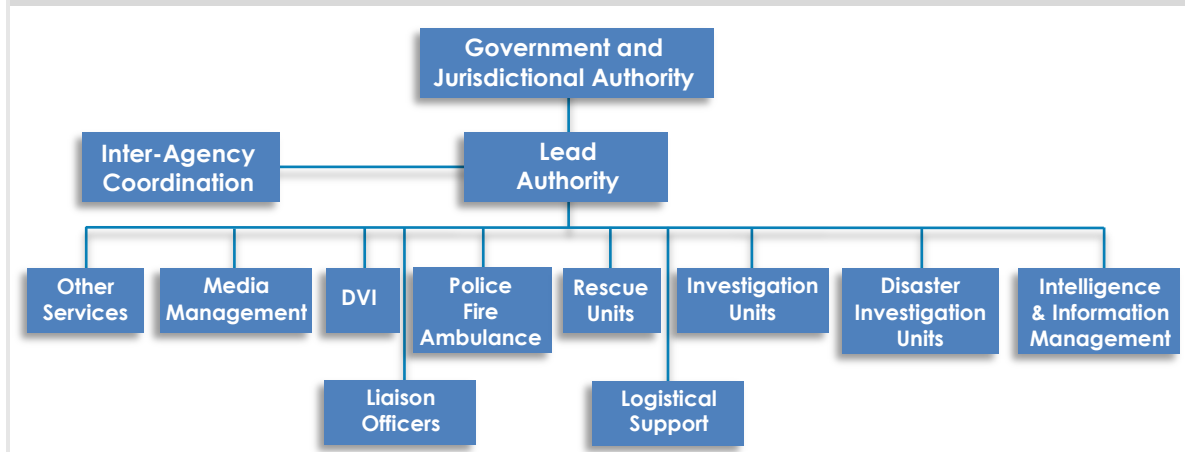 Government and
Jurisdictional Authority
Inter-Agency
Coordination
Lead
Authority
Other
Services
Media
Management
DVI
Police
Fire
Ambulance
Rescue
Units
Investigation
Units
Disaster
Investigation
Units
Intelligence
& Information
Management
Liaison
Officers
Logistical
Support